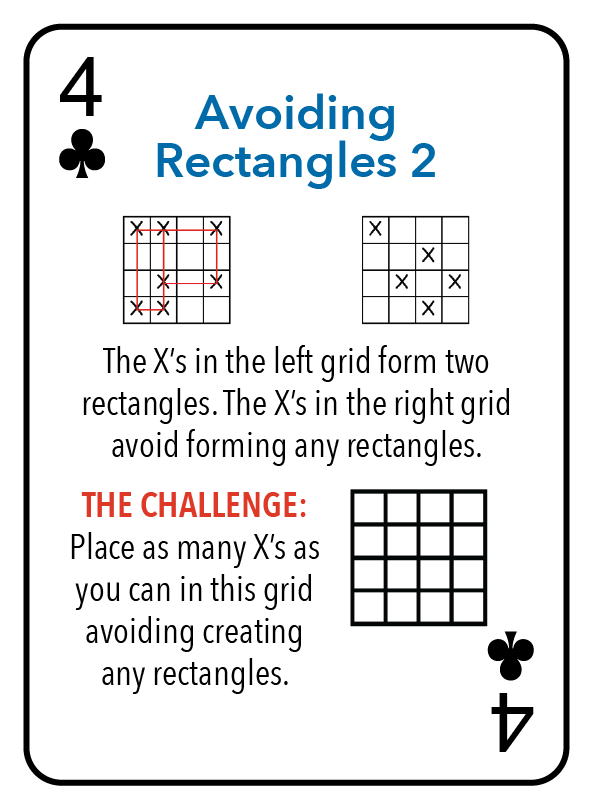 4
Avoiding
Rectangles 2
X X X
X X
X X
X
X
X X
X
The X’s in the left grid form two
rectangles. The X’s in the right grid
avoid forming any rectangles.
THE CHALLENGE:
Place as many X’s as
you can in this grid
avoiding creating
any rectangles.
4